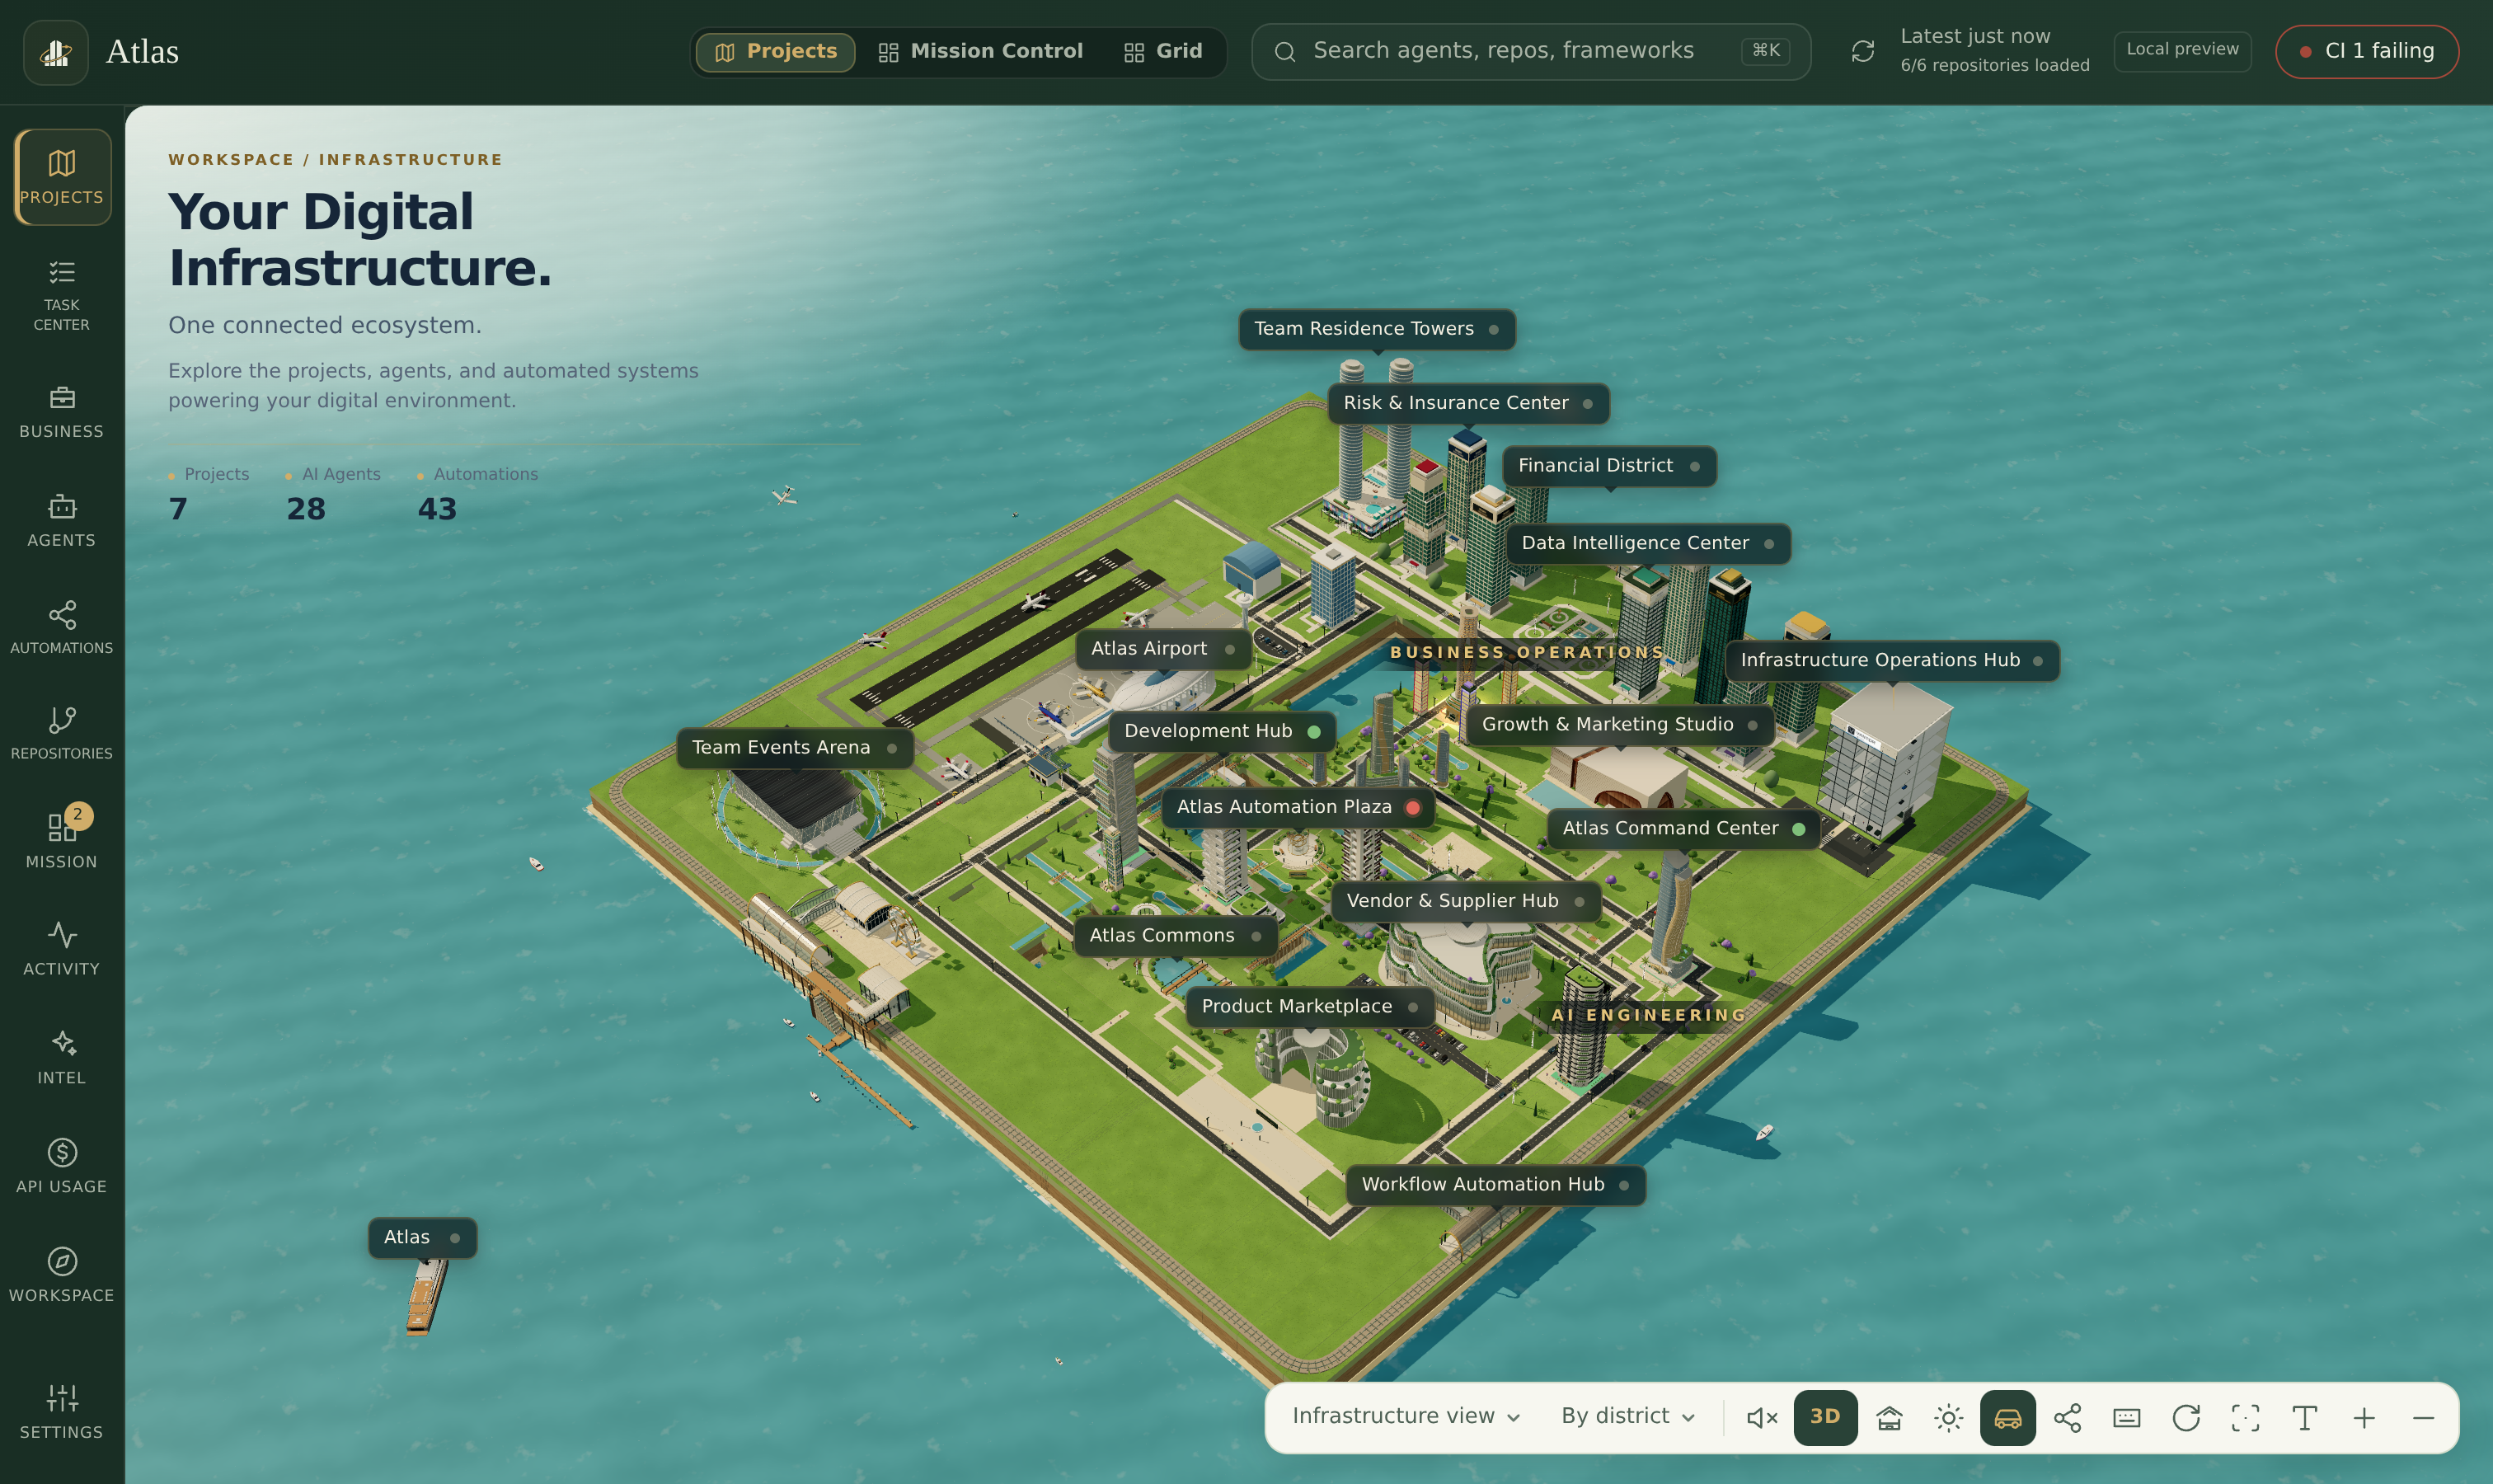 Atlas
Projects
Mission Control
Grid
Search agents, repos, frameworks
⌘K
Latest just now
6/6 repositories loaded
Local preview
CI 1 failing
PROJECTS
TASK
CENTER
BUSINESS
AGENTS
AUTOMATIONS
REPOSITORIES
2
MISSION
ACTIVITY
INTEL
API USAGE
WORKSPACE
SETTINGS
WORKSPACE / INFRASTRUCTURE
Your Digital
Infrastructure.
One connected ecosystem.
Explore the projects, agents, and automated systems
powering your digital environment.
Projects
7
AI Agents
28
Automations
43
Team Residence Towers
Risk & Insurance Center
Financial District
Data Intelligence Center
Atlas Airport
BUSINESS OPERATIONS
Infrastructure Operations Hub
Team Events Arena
Development Hub
Growth & Marketing Studio
Atlas Automation Plaza
Atlas Command Center
Vendor & Supplier Hub
Atlas Commons
Product Marketplace
AI ENGINEERING
Workflow Automation Hub
Atlas
Infrastructure view
By district
3D